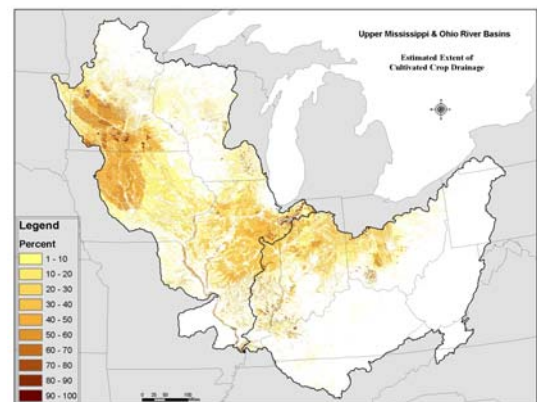 Upper Mississippi & Ohio River Basins
Estimated Extent of
Cultivated Crop Drainage
Legend
Percent
1 - 10
10 - 20
20 - 30
30 - 40
40 - 50
50 - 60
60 - 70
70 - 80
80 - 90
90 - 100